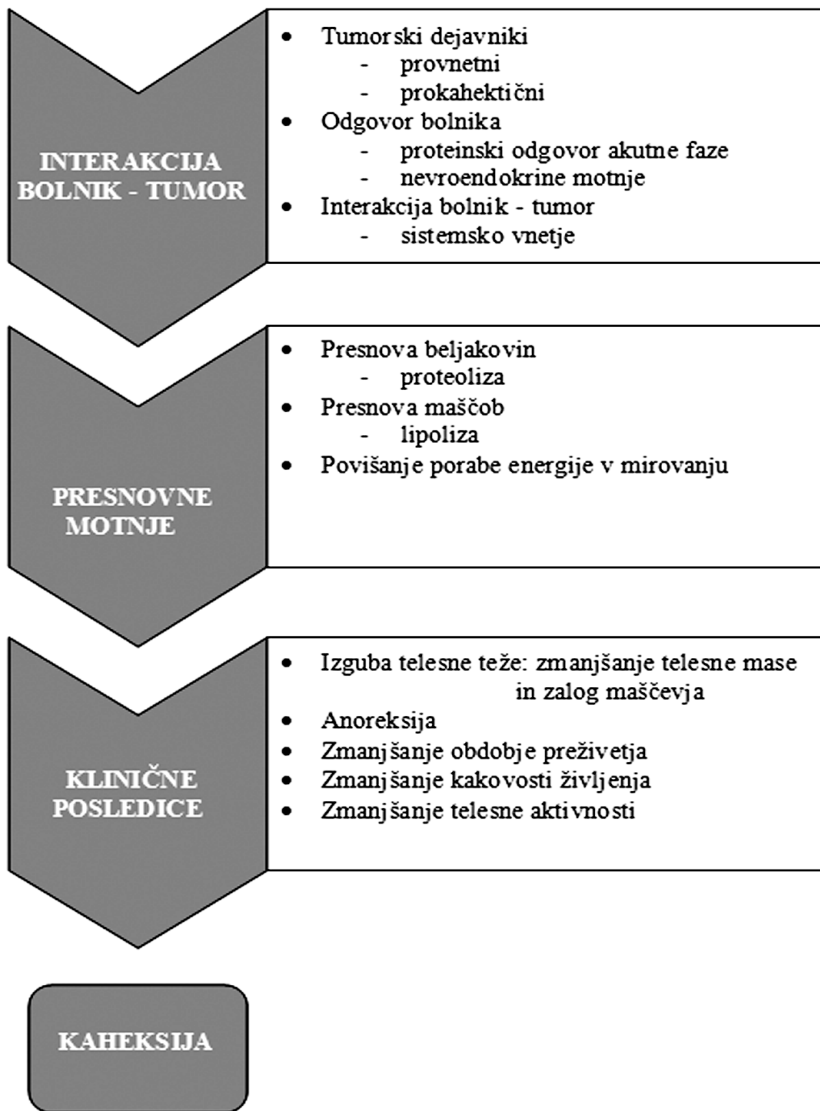 INTERAKCIJA
BOLNIK - TUMOR
• Tumorski dejavniki
- provnetni
- prokahektični
• Odgovor bolnika
- proteinski odgovor akutne faze
- nevroendokrine motnje
• Interakcija bolnik - tumor
- sistemsko vnetje
PRESNOVNE
MOTNJE
• Presnova beljakovin
- proteoliza
• Presnova maščob
- lipoliza
• Povišanje porabe energije v mirovanju
KLINIČNE
POSLEDICE
• Izguba telesne teže: zmanjšanje telesne mase
in zalog maščevja
• Anoreksija
• Zmanjšanje obdobje preživetja
• Zmanjšanje kakovosti življenja
• Zmanjšanje telesne aktivnosti
KAHEKSIJA